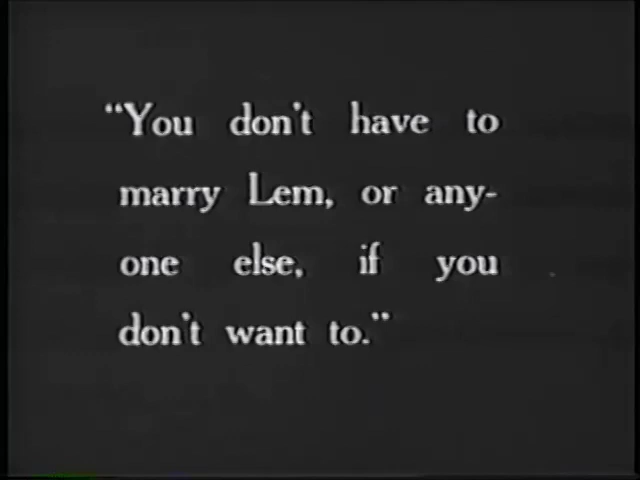 “You don't have to
marry Lem, or any-
one else, if you
don't want to.”